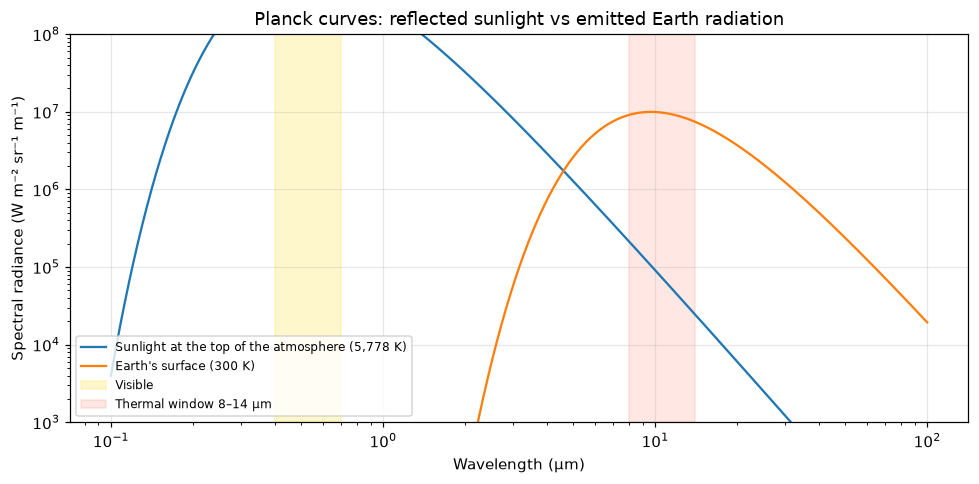 Planck curves: reflected sunlight vs emitted Earth radiation
Spectral radiance (W m⁻² sr⁻¹ m⁻¹)
10⁸
10⁷
10⁶
10⁵
10⁴
10³
Sunlight at the top of the atmosphere (5,778 K)
Earth's surface (300 K)
Visible
Thermal window 8–14 µm
10⁻¹ 10⁰ 10¹ 10²
Wavelength (µm)